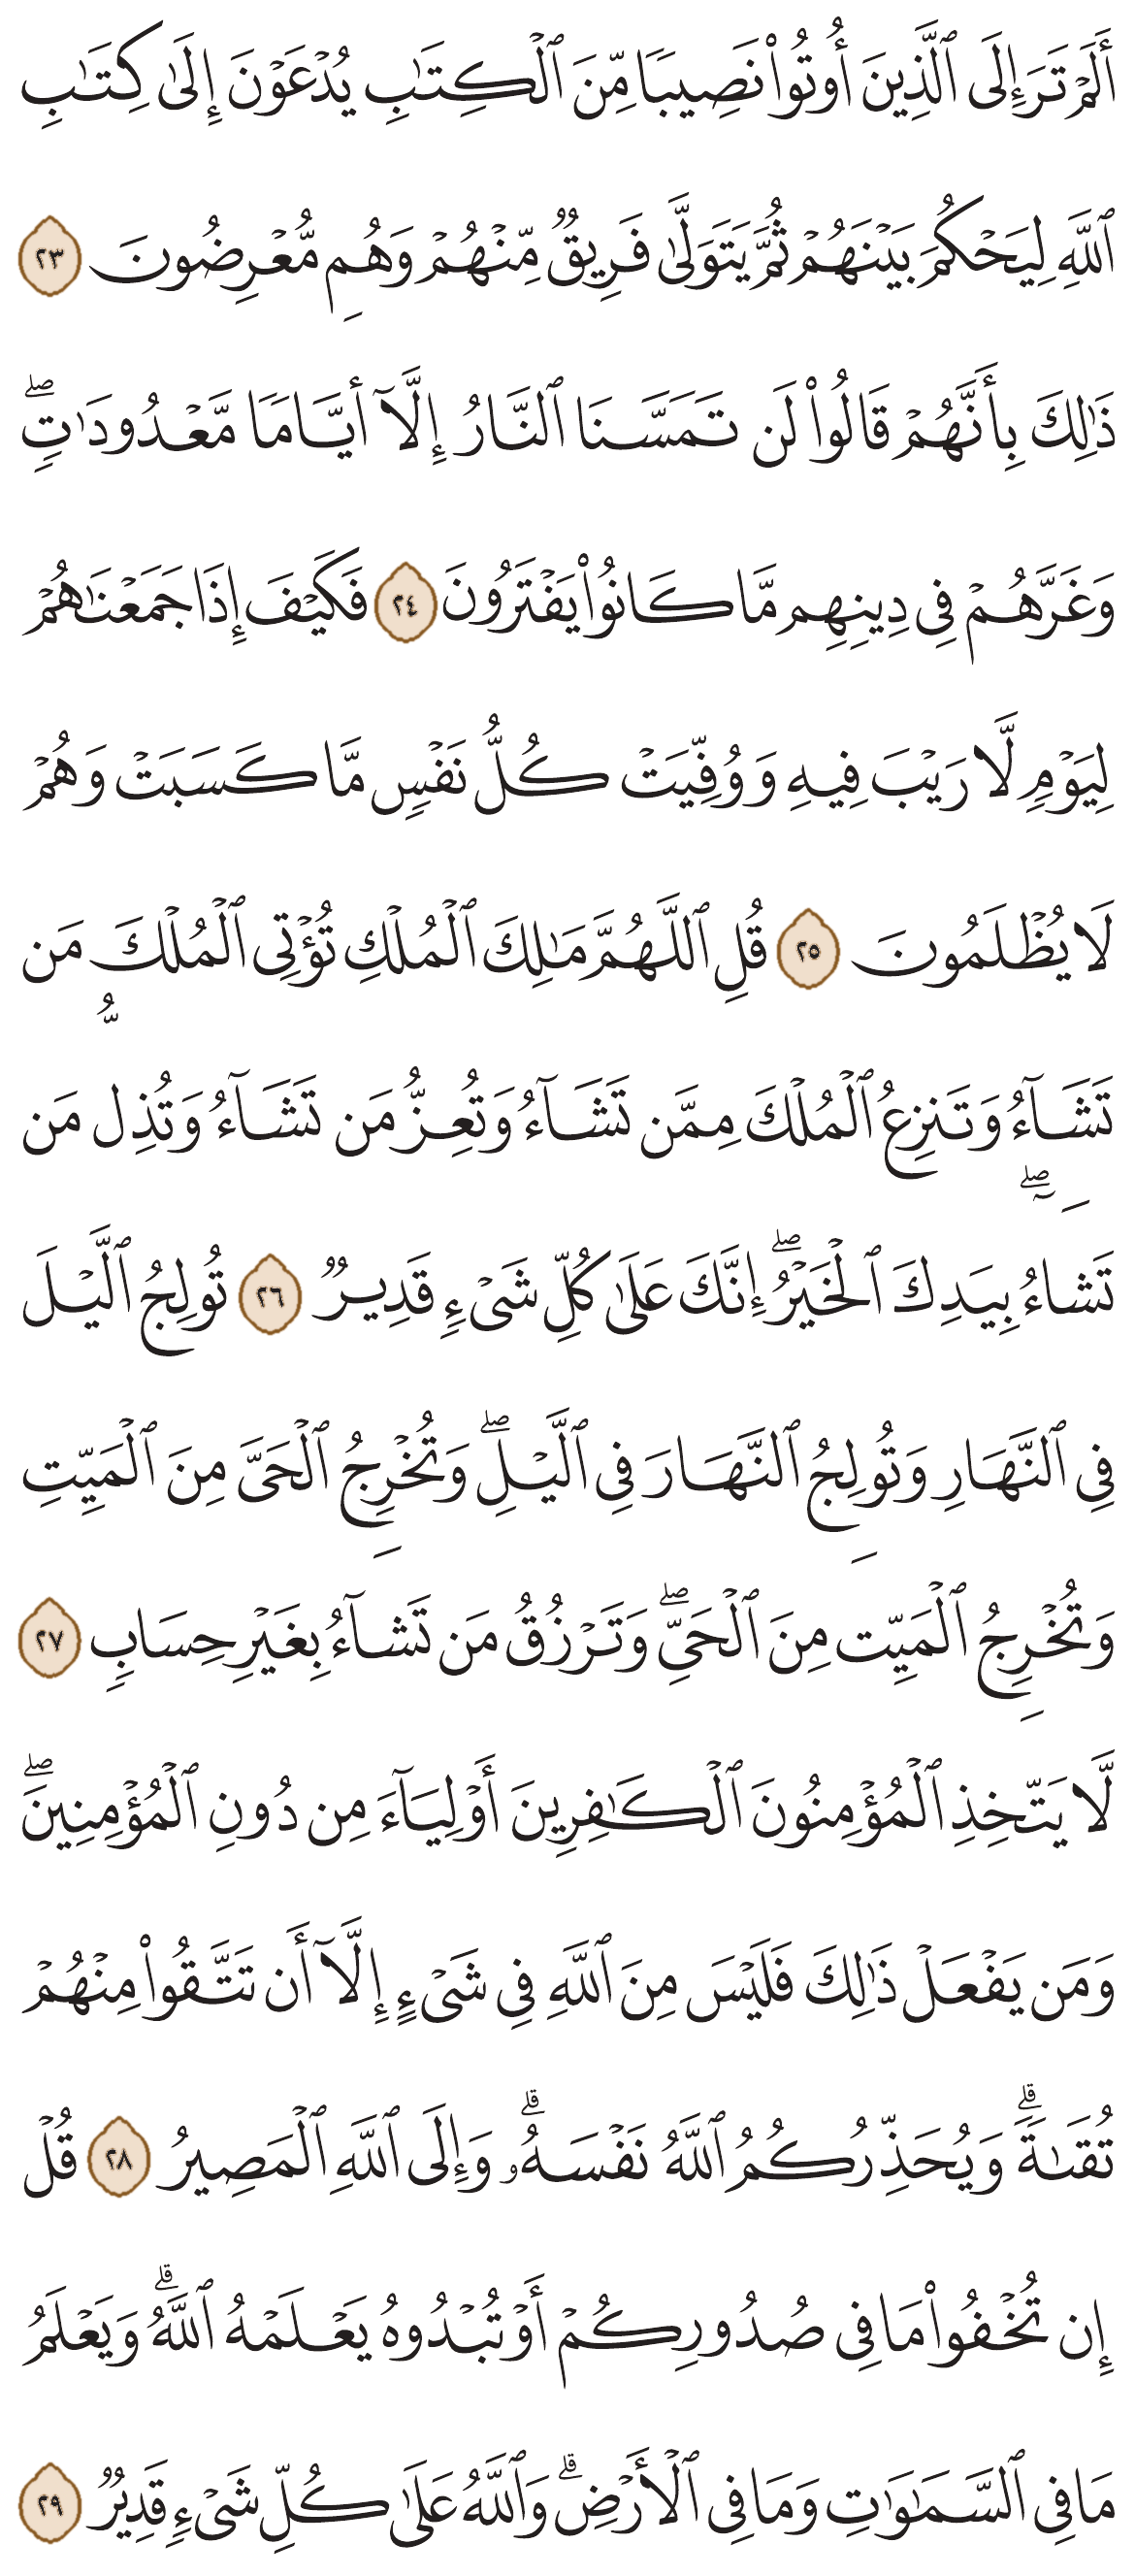 أَلَمۡ تَرَ إِلَى ٱلَّذِينَ أُوتُواْ نَصِيبٗا مِّنَ ٱلۡكِتَٰبِ يُدۡعَوۡنَ إِلَىٰ كِتَٰبِ
ٱللَّهِ لِيَحۡكُمَ بَيۡنَهُمۡ ثُمَّ يَتَوَلَّىٰ فَرِيقٞ مِّنۡهُمۡ وَهُم مُّعۡرِضُونَ ٢٣
ذَٰلِكَ بِأَنَّهُمۡ قَالُواْ لَن تَمَسَّنَا ٱلنَّارُ إِلَّآ أَيَّامٗا مَّعۡدُودَٰتٖۖ
وَغَرَّهُمۡ فِي دِينِهِم مَّا كَانُواْ يَفۡتَرُونَ ٢٤ فَكَيۡفَ إِذَا جَمَعۡنَٰهُمۡ
لِيَوۡمٖ لَّا رَيۡبَ فِيهِ وَوُفِّيَتۡ كُلُّ نَفۡسٖ مَّا كَسَبَتۡ وَهُمۡ
لَا يُظۡلَمُونَ ٢٥ قُلِ ٱللَّهُمَّ مَٰلِكَ ٱلۡمُلۡكِ تُؤۡتِي ٱلۡمُلۡكَ مَن
تَشَآءُ وَتَنزِعُ ٱلۡمُلۡكَ مِمَّن تَشَآءُ وَتُعِزُّ مَن تَشَآءُ وَتُذِلُّ مَن
تَشَآءُۖ بِيَدِكَ ٱلۡخَيۡرُۖ إِنَّكَ عَلَىٰ كُلِّ شَيۡءٖ قَدِيرٞ ٢٦ تُولِجُ ٱلَّيۡلَ
فِي ٱلنَّهَارِ وَتُولِجُ ٱلنَّهَارَ فِي ٱلَّيۡلِۖ وَتُخۡرِجُ ٱلۡحَيَّ مِنَ ٱلۡمَيِّتِ
وَتُخۡرِجُ ٱلۡمَيِّتَ مِنَ ٱلۡحَيِّۖ وَتَرۡزُقُ مَن تَشَآءُ بِغَيۡرِ حِسَابٖ ٢٧
لَّا يَتَّخِذِ ٱلۡمُؤۡمِنُونَ ٱلۡكَٰفِرِينَ أَوۡلِيَآءَ مِن دُونِ ٱلۡمُؤۡمِنِينَۖ
وَمَن يَفۡعَلۡ ذَٰلِكَ فَلَيۡسَ مِنَ ٱللَّهِ فِي شَيۡءٍ إِلَّآ أَن تَتَّقُواْ مِنۡهُمۡ
تُقَىٰةٗۗ وَيُحَذِّرُكُمُ ٱللَّهُ نَفۡسَهُۥۗ وَإِلَى ٱللَّهِ ٱلۡمَصِيرُ ٢٨ قُلۡ
إِن تُخۡفُواْ مَا فِي صُدُورِكُمۡ أَوۡ تُبۡدُوهُ يَعۡلَمۡهُ ٱللَّهُۗ وَيَعۡلَمُ
مَا فِي ٱلسَّمَٰوَٰتِ وَمَا فِي ٱلۡأَرۡضِۗ وَٱللَّهُ عَلَىٰ كُلِّ شَيۡءٖ قَدِيرٞ ٢٩